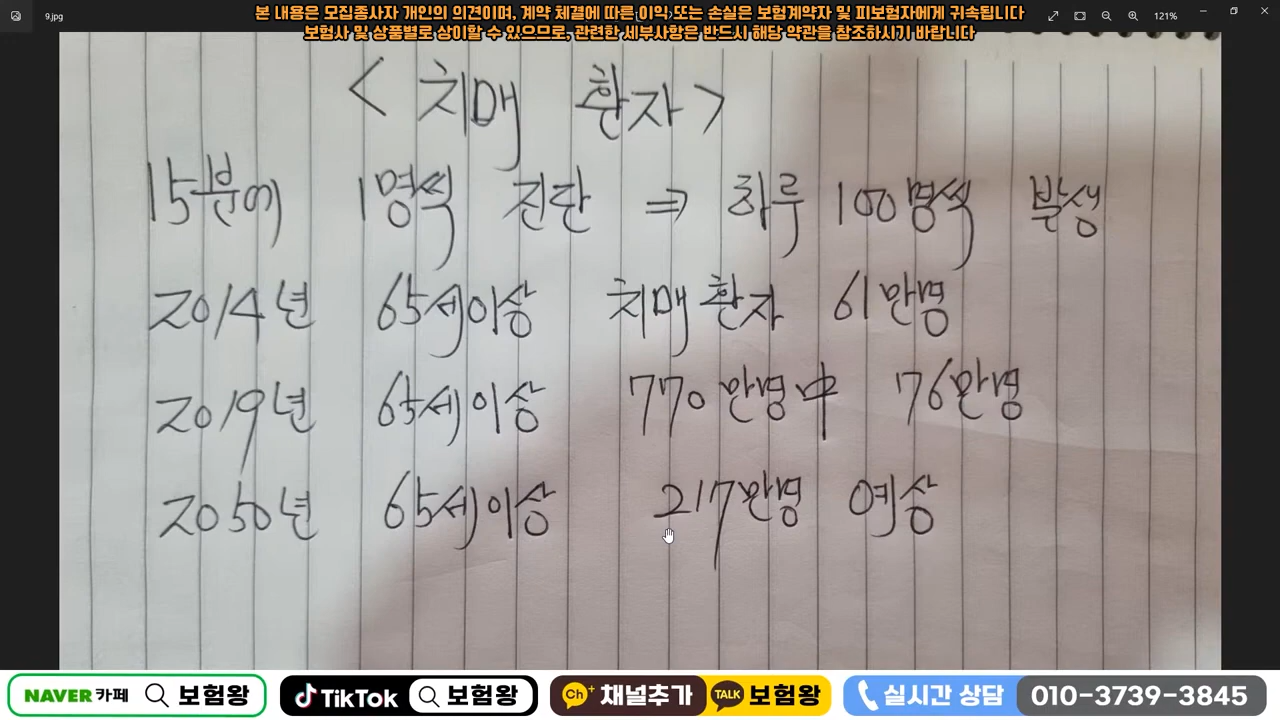 본 내용은 모집종사자 개인의 의견이며, 계약 체결에 따른 이익 또는 손실은 보험계약자 및 피보험자에게 귀속됩니다
보험사 및 상품별로 상이할 수 있으므로, 관련한 세부사항은 반드시 해당 약관을 참조하시기 바랍니다
9.jpg
121%
< 치매 환자 >
15분에 1명씩 진단 ⇒ 하루 100명씩 발생
2014년 65세이상 치매환자 61만명
2019년 65세이상 770만명中 76만명
2050년 65세이상 217만명 예상
NAVER 카페 보험왕
TikTok 보험왕
Ch+ 채널추가 TALK 보험왕
실시간 상담 010-3739-3845